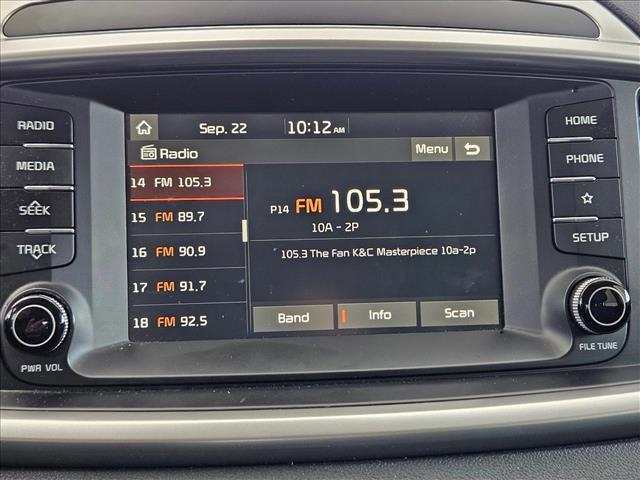 RADIO
MEDIA
SEEK
TRACK
PWR VOL
Sep. 22 10:12 AM
Radio Menu
14 FM 105.3
15 FM 89.7
16 FM 90.9
17 FM 91.7
18 FM 92.5
P14 FM 105.3
10A - 2P
105.3 The Fan K&C Masterpiece 10a-2p
Band Info Scan
HOME
PHONE
SETUP
FILE TUNE